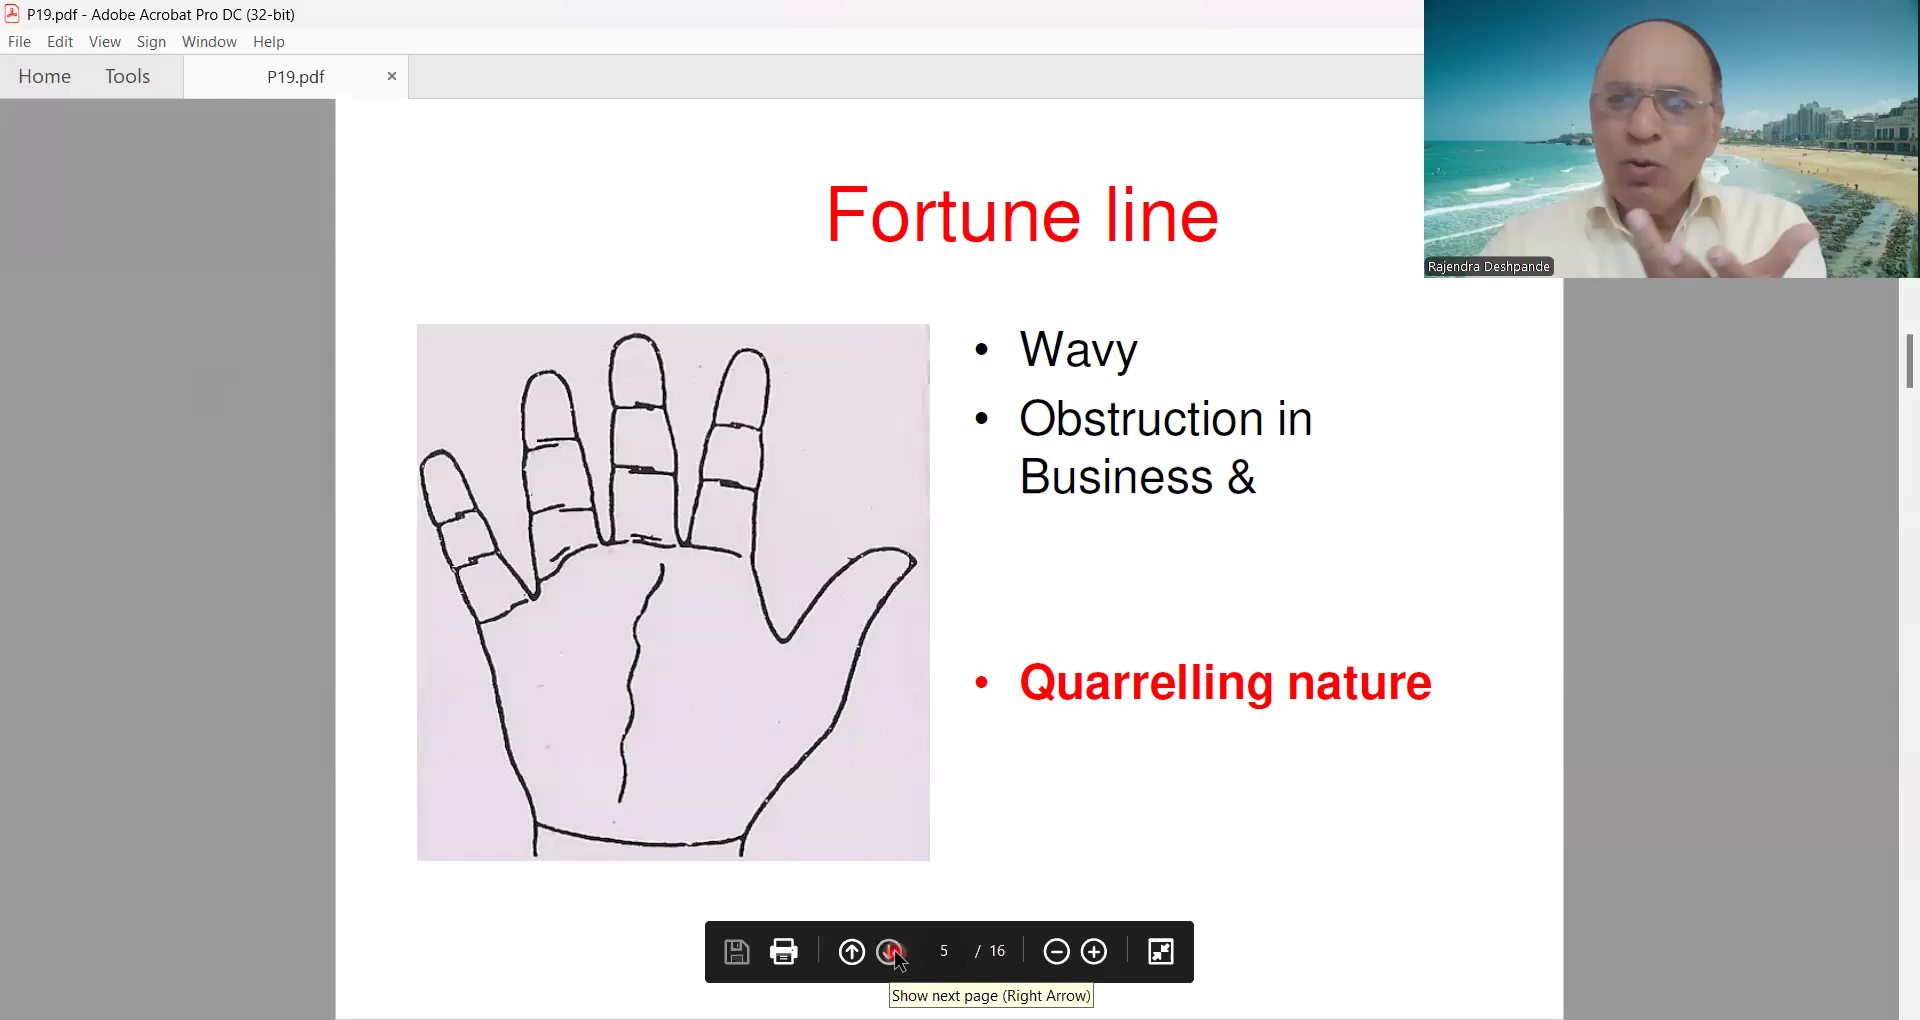 P19.pdf - Adobe Acrobat Pro DC (32-bit)
File Edit View Sign Window Help
Home Tools P19.pdf ×
Rajendra Deshpande
Fortune line
• Wavy
• Obstruction in
Business &
• Quarrelling nature
5 / 16
Show next page (Right Arrow)